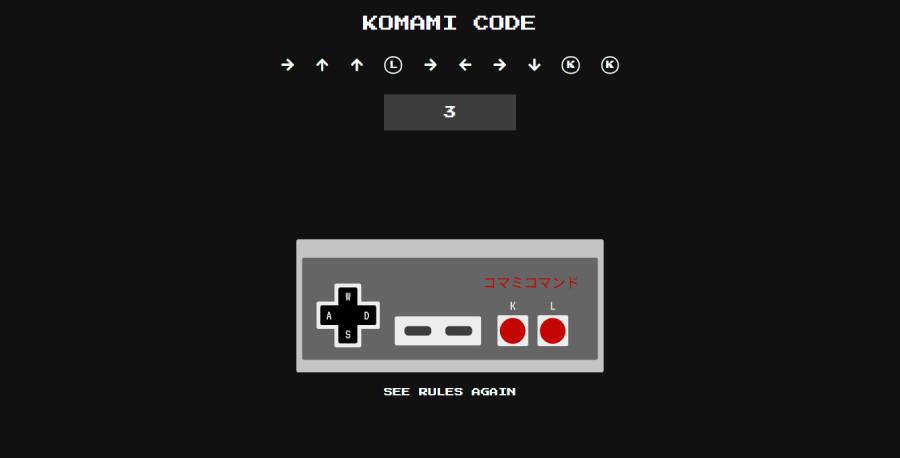 KOMAMI CODE
→ ↑ ↑ Ⓛ → ← → ↓ Ⓚ Ⓚ
3
コマミコマンド
K L
W
A D
S
SEE RULES AGAIN